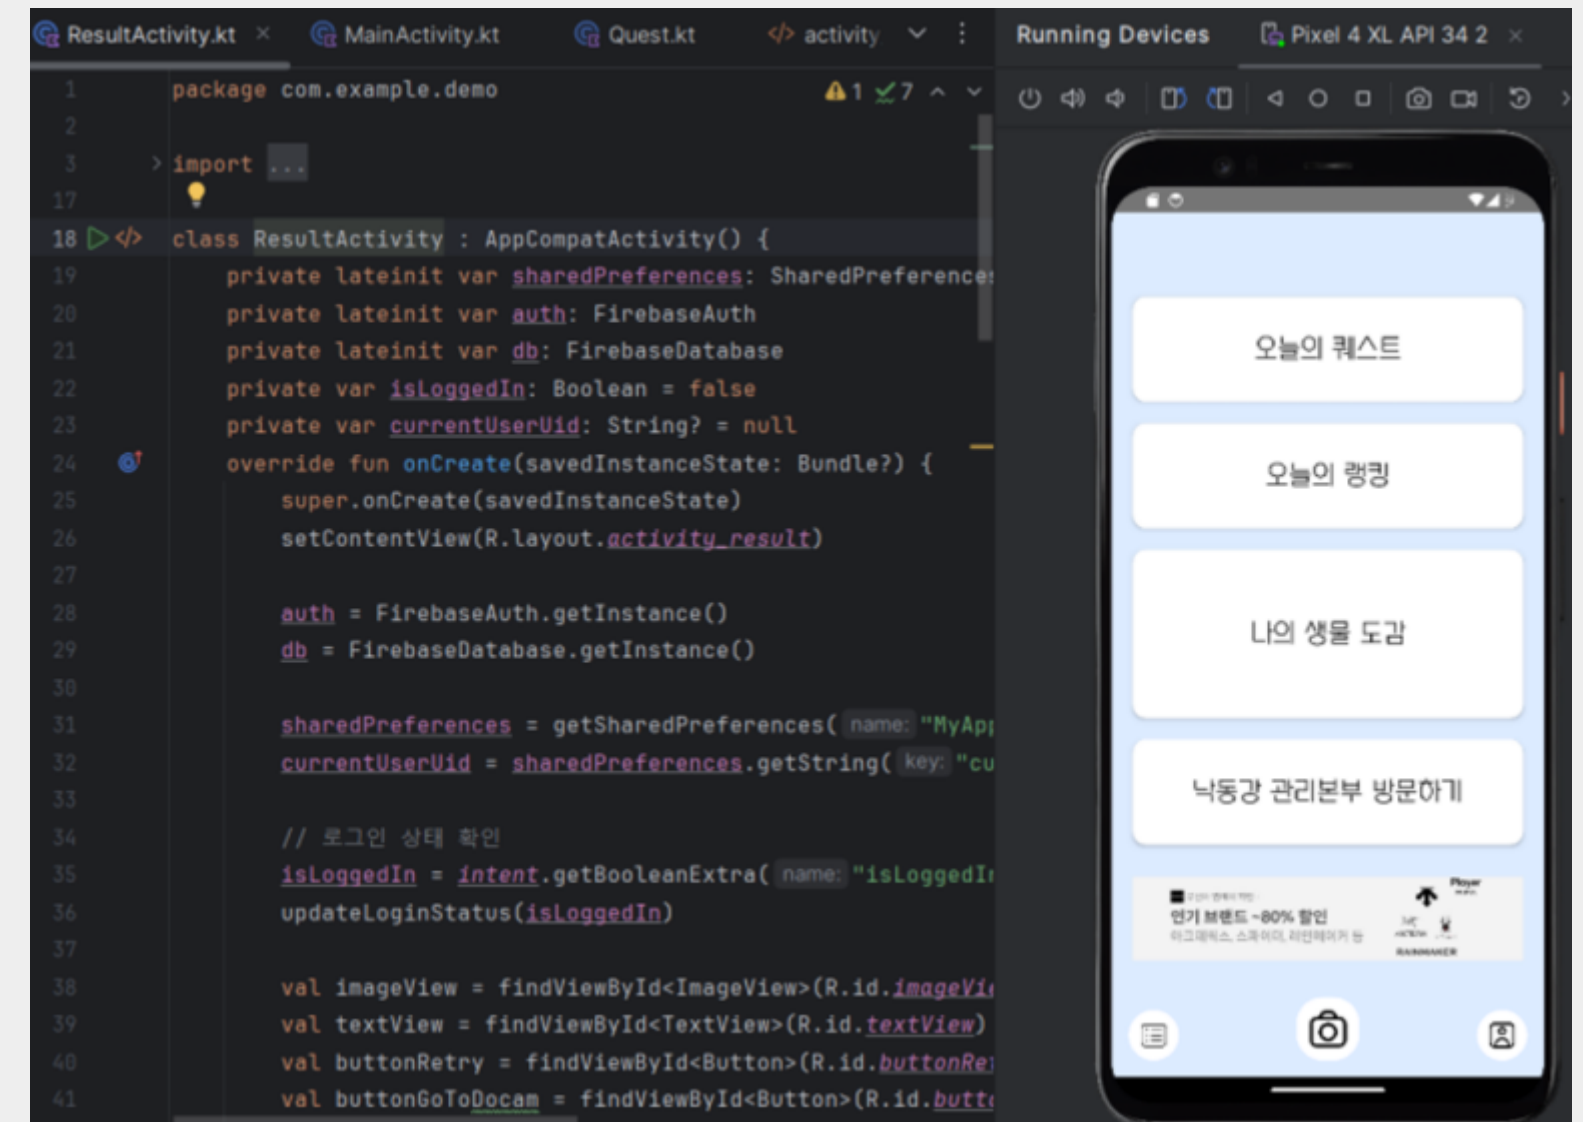 ResultActivity.kt
MainActivity.kt
Quest.kt
activity
Running Devices
Pixel 4 XL API 34 2
1 package com.example.demo
1 7
2
3 import ...
17
18 class ResultActivity : AppCompatActivity() {
19 private lateinit var sharedPreferences: SharedPreferences
20 private lateinit var auth: FirebaseAuth
21 private lateinit var db: FirebaseDatabase
22 private var isLoggedIn: Boolean = false
23 private var currentUserUid: String? = null
24 override fun onCreate(savedInstanceState: Bundle?) {
25 super.onCreate(savedInstanceState)
26 setContentView(R.layout.activity_result)
27
28 auth = FirebaseAuth.getInstance()
29 db = FirebaseDatabase.getInstance()
30
31 sharedPreferences = getSharedPreferences( name: "MyApp
32 currentUserUid = sharedPreferences.getString( key: "cu
33
34 // 로그인 상태 확인
35 isLoggedIn = intent.getBooleanExtra( name: "isLoggedIn
36 updateLoginStatus(isLoggedIn)
37
38 val imageView = findViewById<ImageView>(R.id.imageVie
39 val textView = findViewById<TextView>(R.id.textView)
40 val buttonRetry = findViewById<Button>(R.id.buttonRet
41 val buttonGoToDocam = findViewById<Button>(R.id.butto
오늘의 퀘스트
오늘의 랭킹
나의 생물 도감
낙동강 관리본부 방문하기
인기 브랜드 ~80% 할인
Player
RAINMAKER